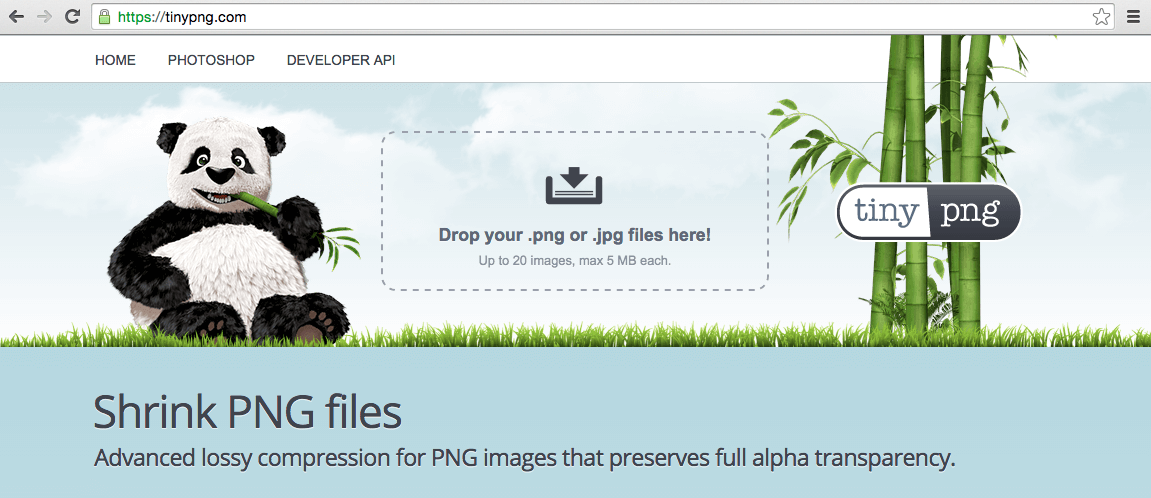 https://tinypng.com
HOME PHOTOSHOP DEVELOPER API
Drop your .png or .jpg files here!
Up to 20 images, max 5 MB each.
tiny png
Shrink PNG files
Advanced lossy compression for PNG images that preserves full alpha transparency.